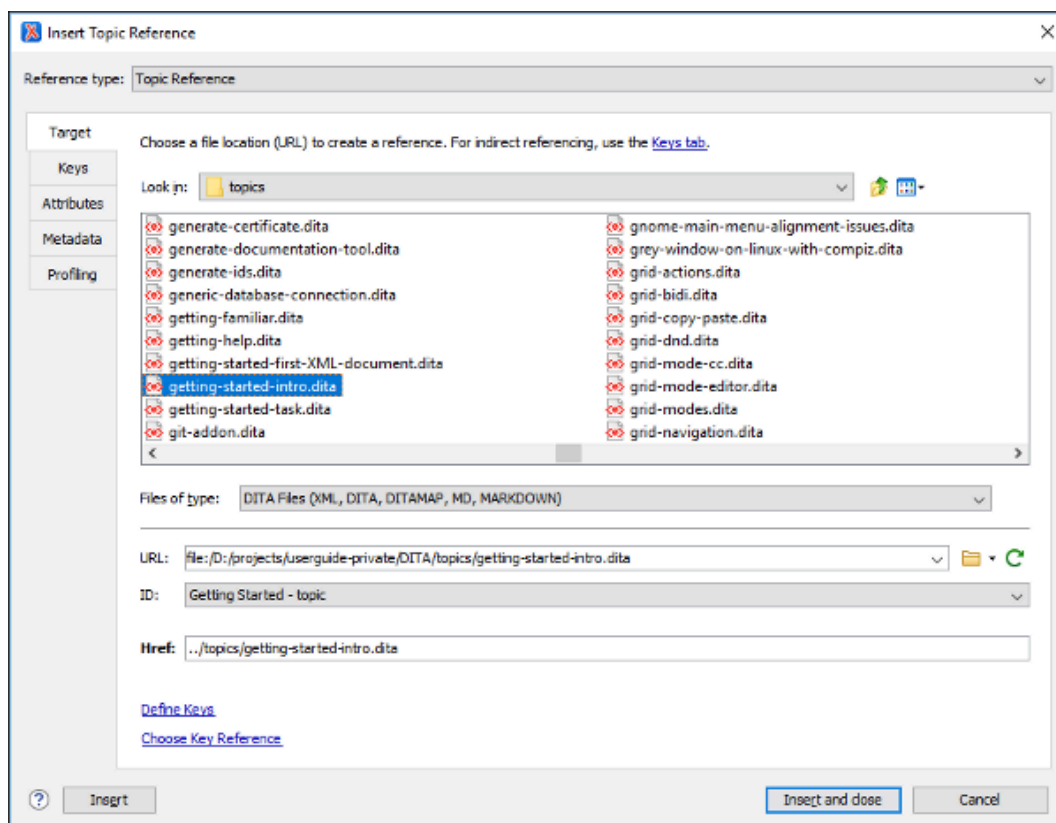 Insert Topic Reference
Reference type: Topic Reference
Target
Keys
Attributes
Metadata
Profiling
Choose a file location (URL) to create a reference. For indirect referencing, use the Keys tab.
Look in: topics
generate-certificate.dita
generate-documentation-tool.dita
generate-ids.dita
generic-database-connection.dita
getting-familiar.dita
getting-help.dita
getting-started-first-XML-document.dita
getting-started-intro.dita
getting-started-task.dita
git-addon.dita
gnome-main-menu-alignment-issues.dita
grey-window-on-linux-with-compiz.dita
grid-actions.dita
grid-bidi.dita
grid-copy-paste.dita
grid-dnd.dita
grid-mode-cc.dita
grid-mode-editor.dita
grid-modes.dita
grid-navigation.dita
Files of type: DITA Files (XML, DITA, DITAMAP, MD, MARKDOWN)
URL: file:/D:/projects/userguide-private/DITA/topics/getting-started-intro.dita
ID: Getting Started - topic
Href: ../topics/getting-started-intro.dita
Define Keys
Choose Key Reference
? Insert Insert and close Cancel